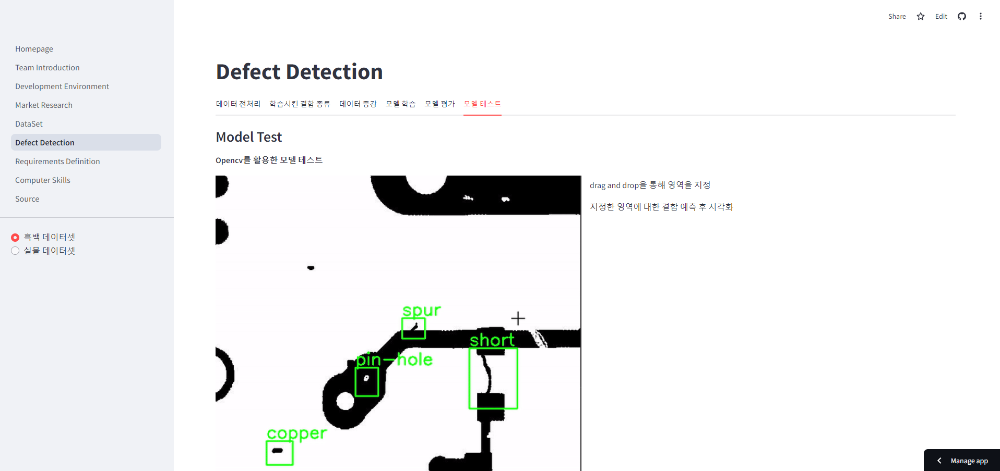 Share Edit
Homepage
Team Introduction
Development Environment
Market Research
DataSet
Defect Detection
Requirements Definition
Computer Skills
Source
흑백 데이터셋
실물 데이터셋
Defect Detection
데이터 전처리 학습시킨 결함 종류 데이터 증강 모델 학습 모델 평가 모델 테스트
Model Test
Opencv를 활용한 모델 테스트
drag and drop을 통해 영역을 지정
지정한 영역에 대한 결함 예측 후 시각화
spur
short
pin-hole
copper
Manage app